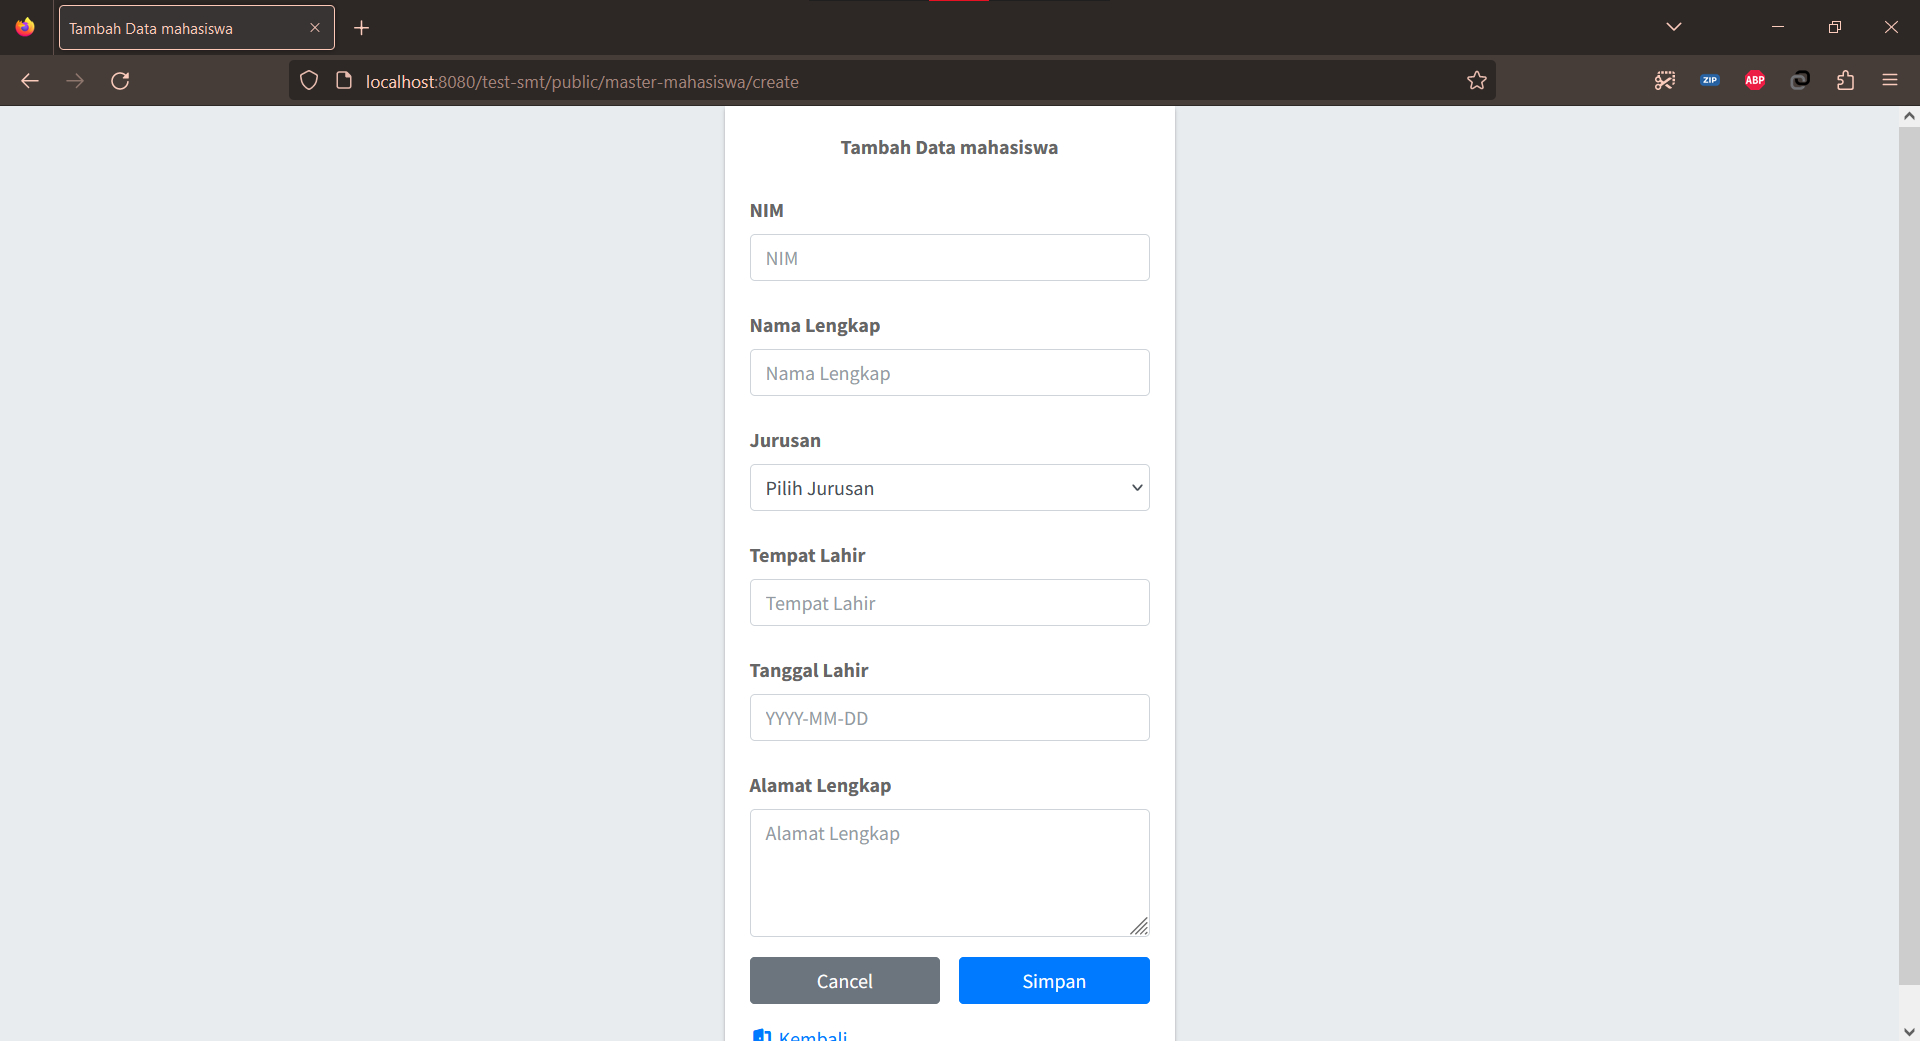 Tambah Data mahasiswa
localhost:8080/test-smt/public/master-mahasiswa/create
ZIP
ABP
Tambah Data mahasiswa
NIM
NIM
Nama Lengkap
Nama Lengkap
Jurusan
Pilih Jurusan
Tempat Lahir
Tempat Lahir
Tanggal Lahir
YYYY-MM-DD
Alamat Lengkap
Alamat Lengkap
Cancel Simpan
Kembali